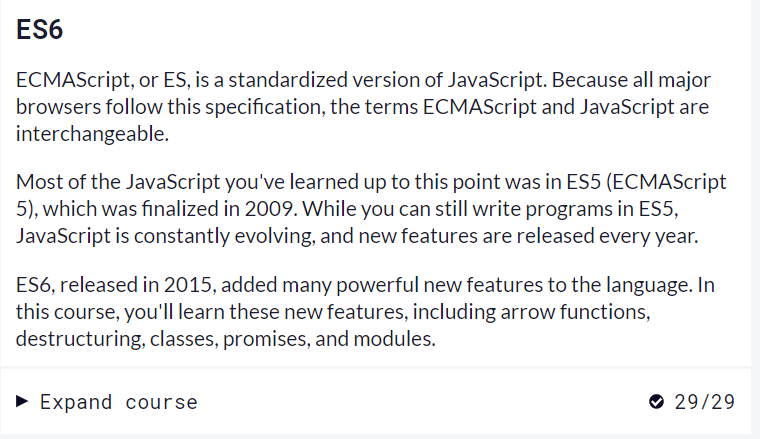 ES6
ECMAScript, or ES, is a standardized version of JavaScript. Because all major
browsers follow this specification, the terms ECMAScript and JavaScript are
interchangeable.
Most of the JavaScript you've learned up to this point was in ES5 (ECMAScript
5), which was finalized in 2009. While you can still write programs in ES5,
JavaScript is constantly evolving, and new features are released every year.
ES6, released in 2015, added many powerful new features to the language. In
this course, you'll learn these new features, including arrow functions,
destructuring, classes, promises, and modules.
Expand course 29/29